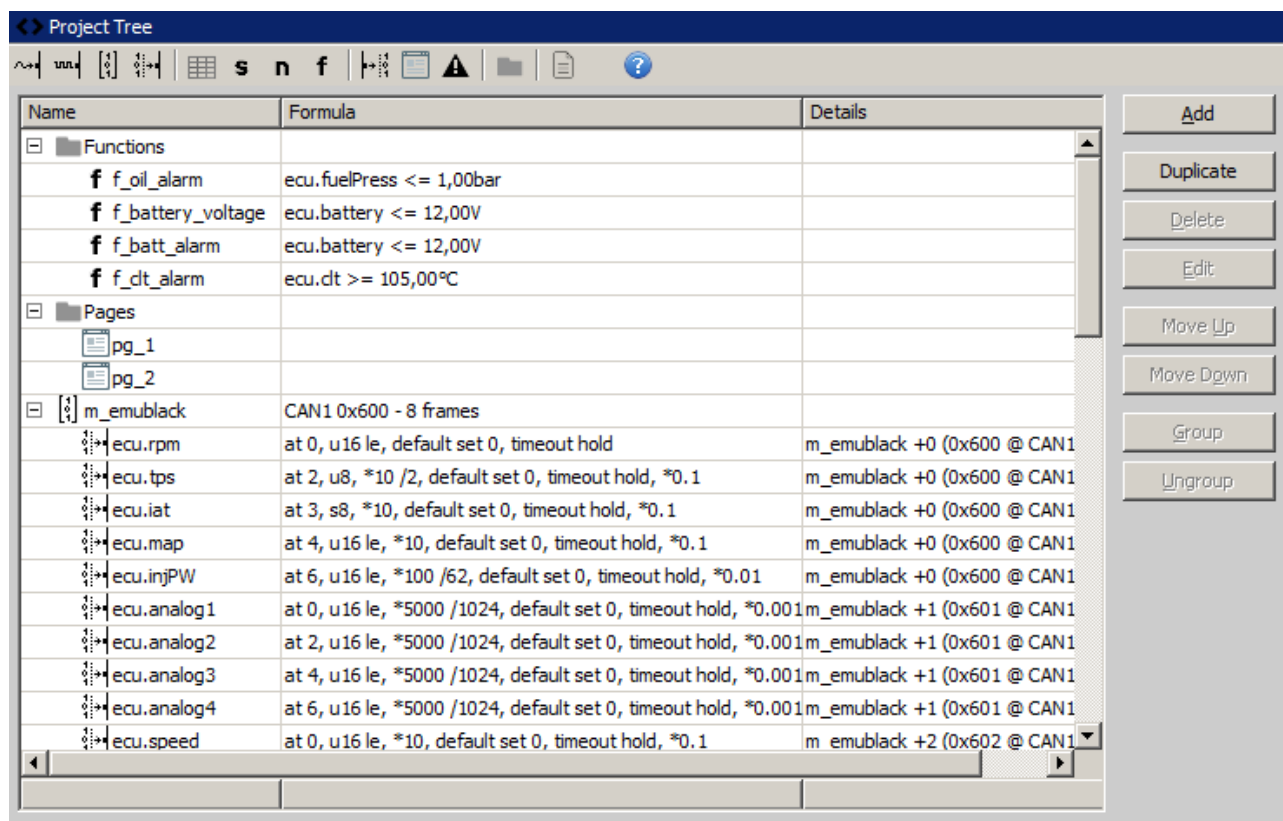 Project Tree
s n f
Name Formula Details
Functions
f f_oil_alarm ecu.fuelPress <= 1,00bar
f f_battery_voltage ecu.battery <= 12,00V
f f_batt_alarm ecu.battery <= 12,00V
f f_clt_alarm ecu.clt >= 105,00°C
Pages
pg_1
pg_2
m_emublack CAN1 0x600 - 8 frames
ecu.rpm at 0, u16 le, default set 0, timeout hold m_emublack +0 (0x600 @ CAN1
ecu.tps at 2, u8, *10 /2, default set 0, timeout hold, *0.1 m_emublack +0 (0x600 @ CAN1
ecu.iat at 3, s8, *10, default set 0, timeout hold, *0.1 m_emublack +0 (0x600 @ CAN1
ecu.map at 4, u16 le, *10, default set 0, timeout hold, *0.1 m_emublack +0 (0x600 @ CAN1
ecu.injPW at 6, u16 le, *100 /62, default set 0, timeout hold, *0.01 m_emublack +0 (0x600 @ CAN1
ecu.analog1 at 0, u16 le, *5000 /1024, default set 0, timeout hold, *0.001 m_emublack +1 (0x601 @ CAN1
ecu.analog2 at 2, u16 le, *5000 /1024, default set 0, timeout hold, *0.001 m_emublack +1 (0x601 @ CAN1
ecu.analog3 at 4, u16 le, *5000 /1024, default set 0, timeout hold, *0.001 m_emublack +1 (0x601 @ CAN1
ecu.analog4 at 6, u16 le, *5000 /1024, default set 0, timeout hold, *0.001 m_emublack +1 (0x601 @ CAN1
ecu.speed at 0, u16 le, *10, default set 0, timeout hold, *0.1 m_emublack +2 (0x602 @ CAN1
Add
Duplicate
Delete
Edit
Move Up
Move Down
Group
Ungroup